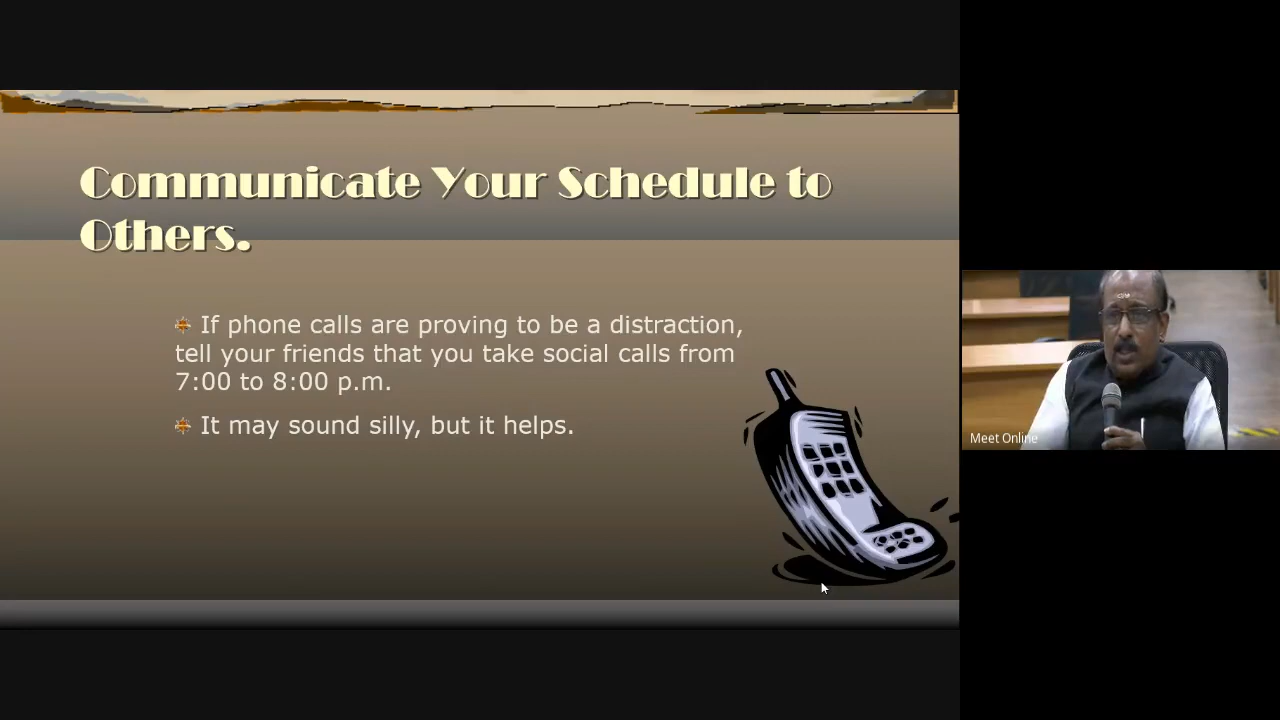 Communicate Your Schedule to
Others.
If phone calls are proving to be a distraction,
tell your friends that you take social calls from
7:00 to 8:00 p.m.
It may sound silly, but it helps.
Meet Online